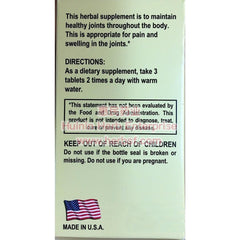 This herbal supplement is to maintain
healthy joints throughout the body.
This is appropriate for pain and
swelling in the joints."
DIRECTIONS:
As a dietary supplement, take 3
tablets 2 times a day with warm
water.
"This statement has not been evaluated by
the Food and Drug Administration. This
product is not intended to diagnose, treat,
cure or prevent any disease.
KEEP OUT OF REACH OF CHILDREN
Do not use if the bottle seal is broken or
missing. Do not use if you are pregnant.
MADE IN U.S.A.